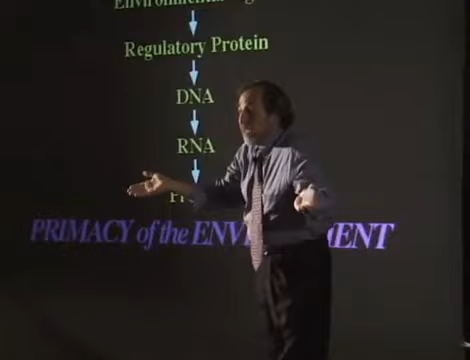 Regulatory Protein
DNA
RNA
PRIMACY of the